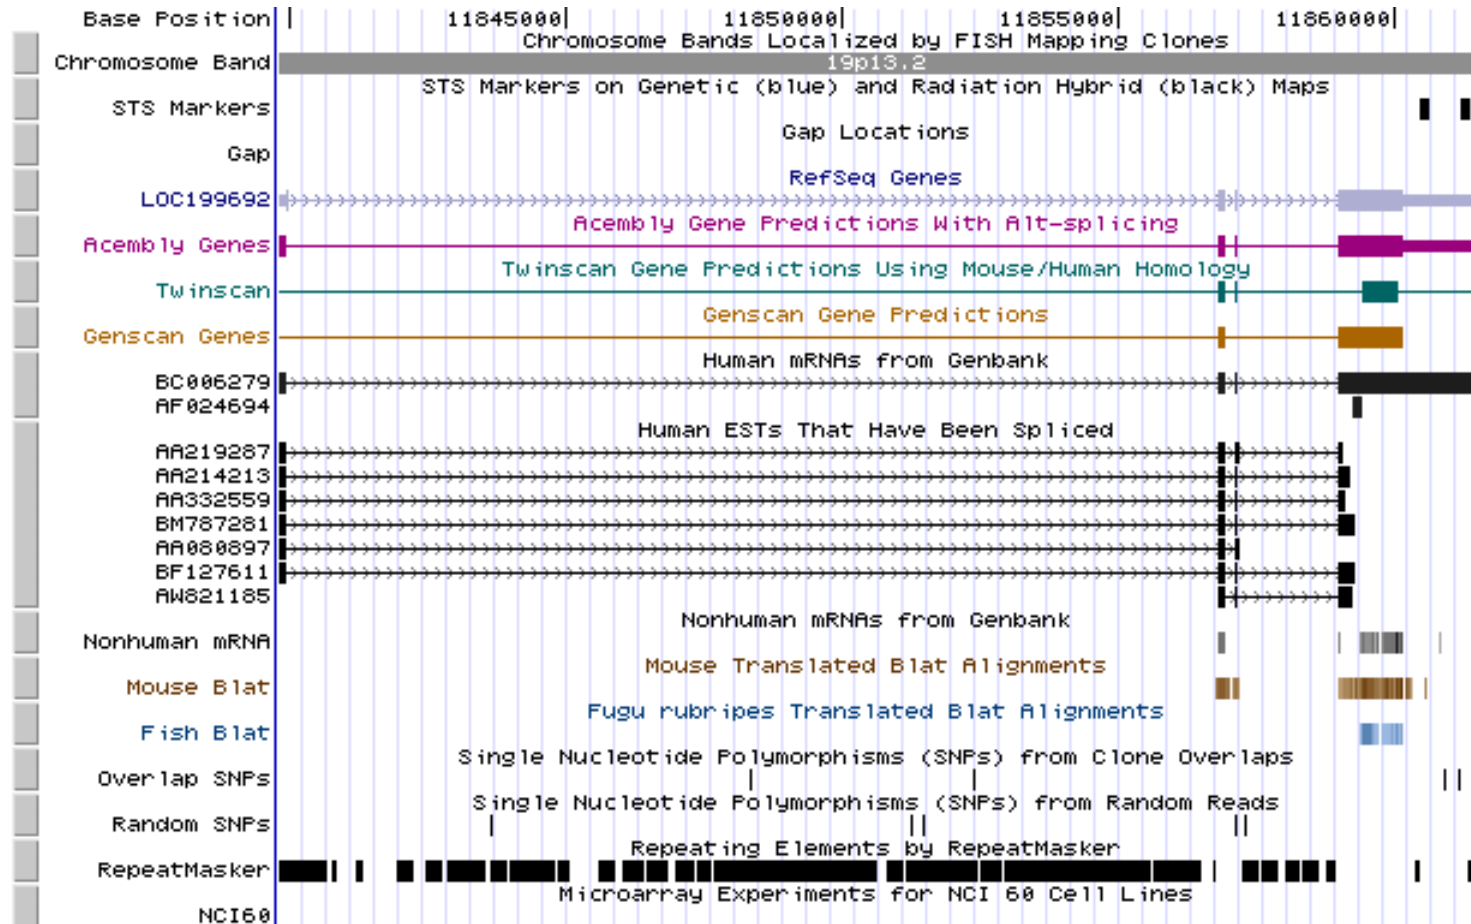 Base Position 11845000 11850000 11855000 11860000
Chromosome Bands Localized by FISH Mapping Clones
Chromosome Band 19p13.2
STS Markers on Genetic (blue) and Radiation Hybrid (black) Maps
STS Markers
Gap Locations
Gap
RefSeq Genes
LOC199692
Acembly Gene Predictions With Alt-splicing
Acembly Genes
Twinscan Gene Predictions Using Mouse/Human Homology
Twinscan
Genscan Gene Predictions
Genscan Genes
Human mRNAs from Genbank
BC006279
AF024694
Human ESTs That Have Been Spliced
AA219287
AA214213
AA332559
BM787281
AA080897
BF127611
AW821185
Nonhuman mRNAs from Genbank
Nonhuman mRNA
Mouse Translated Blat Alignments
Mouse Blat
Fugu rubripes Translated Blat Alignments
Fish Blat
Single Nucleotide Polymorphisms (SNPs) from Clone Overlaps
Overlap SNPs
Single Nucleotide Polymorphisms (SNPs) from Random Reads
Random SNPs
Repeating Elements by RepeatMasker
RepeatMasker
Microarray Experiments for NCI 60 Cell Lines
NCI60